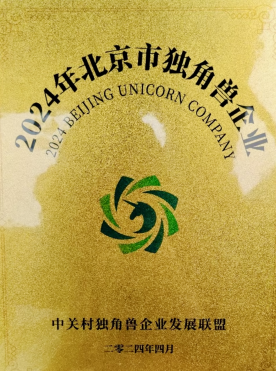 2024年北京市独角兽企业
2024 BEIJING UNICORN COMPANY
中关村独角兽企业发展联盟
二零二四年四月